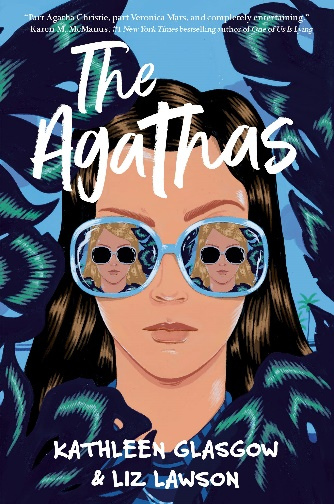 "Part Agatha Christie, part Veronica Mars, and completely entertaining."
Karen M. McManus, #1 New York Times bestselling author of One of Us Is Lying
The
Agathas
KATHLEEN GLASGOW
& LIZ LAWSON